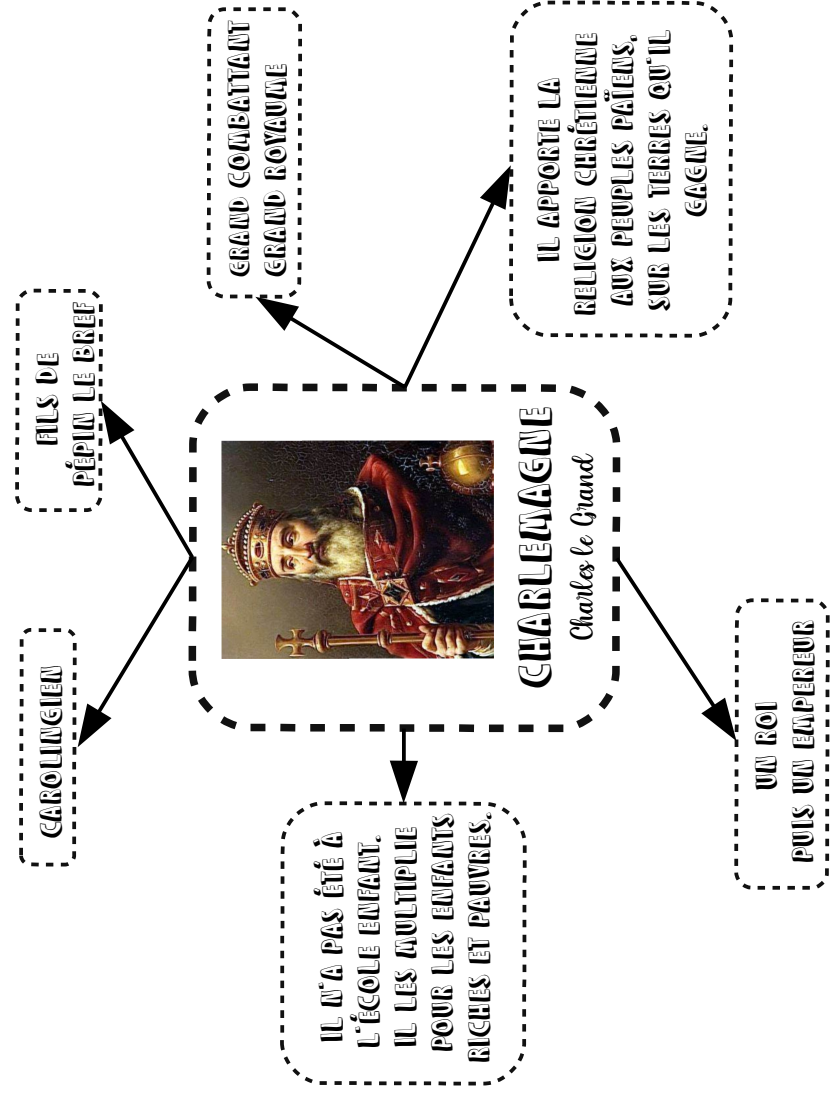 CAROLINGIEN
FILS DE
PÉPIN LE BREF
GRAND COMBATTANT
GRAND ROYAUME
IL N'A PAS ÉTÉ À
L'ÉCOLE ENFANT.
IL LES MULTIPLIE
POUR LES ENFANTS
RICHES ET PAUVRES.
CHARLEMAGNE
Charles le Grand
IL APPORTE LA
RELIGION CHRÉTIENNE
AUX PEUPLES PAÏENS,
SUR LES TERRES QU'IL
GAGNE.
UN ROI
PUIS UN EMPEREUR